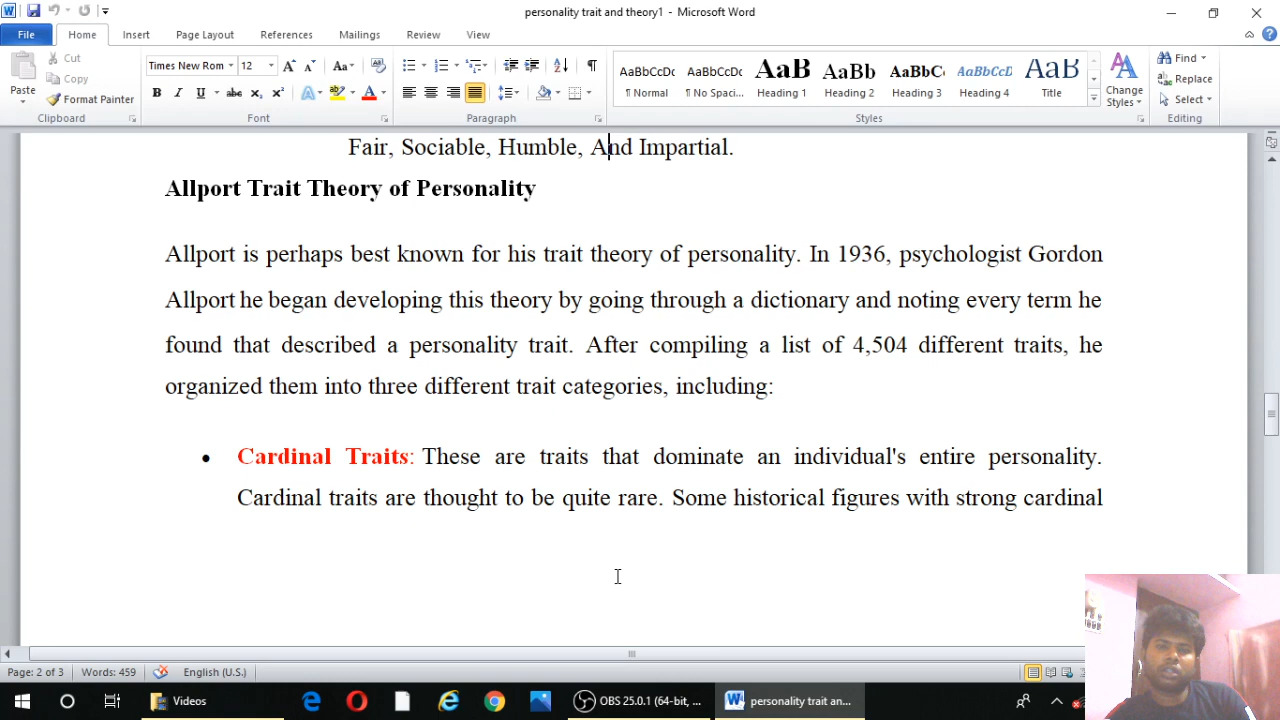 personality trait and theory1 - Microsoft Word
File Home Insert Page Layout References Mailings Review View
Paste
Cut
Copy
Format Painter
Clipboard
Times New Rom 12
Font
Paragraph
AaBbCcDc AaBbCcDc AaB AaBb AaBbC AaBbCcD AaBb
¶ Normal ¶ No Spaci... Heading 1 Heading 2 Heading 3 Heading 4 Title
Styles
Change Styles
Find
Replace
Select
Editing
Fair, Sociable, Humble, And Impartial.
Allport Trait Theory of Personality
Allport is perhaps best known for his trait theory of personality. In 1936, psychologist Gordon
Allport he began developing this theory by going through a dictionary and noting every term he
found that described a personality trait. After compiling a list of 4,504 different traits, he
organized them into three different trait categories, including:
• Cardinal Traits: These are traits that dominate an individual's entire personality.
Cardinal traits are thought to be quite rare. Some historical figures with strong cardinal
Page: 2 of 3 Words: 459 English (U.S.)
Videos
OBS 25.0.1 (64-bit, ...
personality trait an...